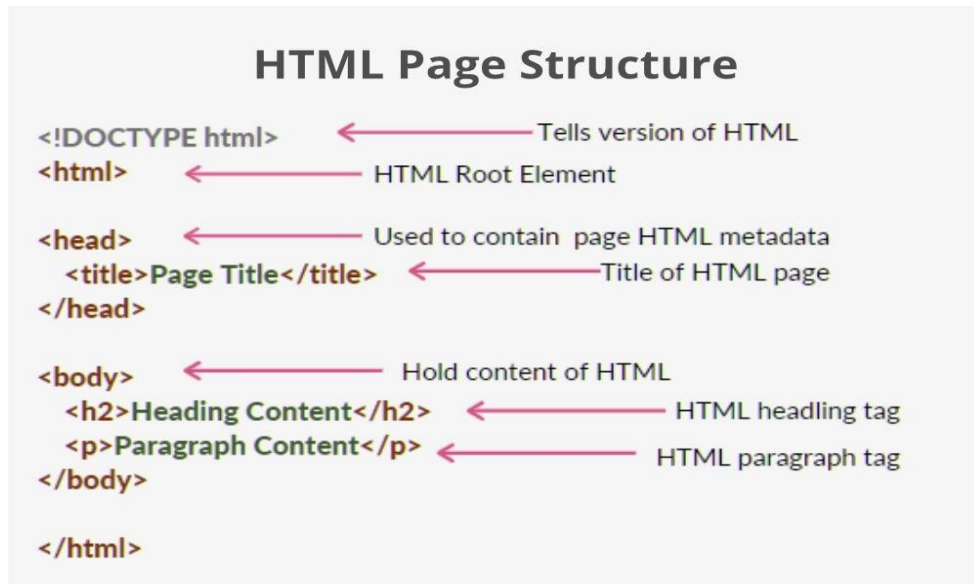 HTML Page Structure
<!DOCTYPE html> Tells version of HTML
<html> HTML Root Element
<head> Used to contain page HTML metadata
<title>Page Title</title> Title of HTML page
</head>
<body> Hold content of HTML
<h2>Heading Content</h2> HTML headling tag
<p>Paragraph Content</p> HTML paragraph tag
</body>
</html>